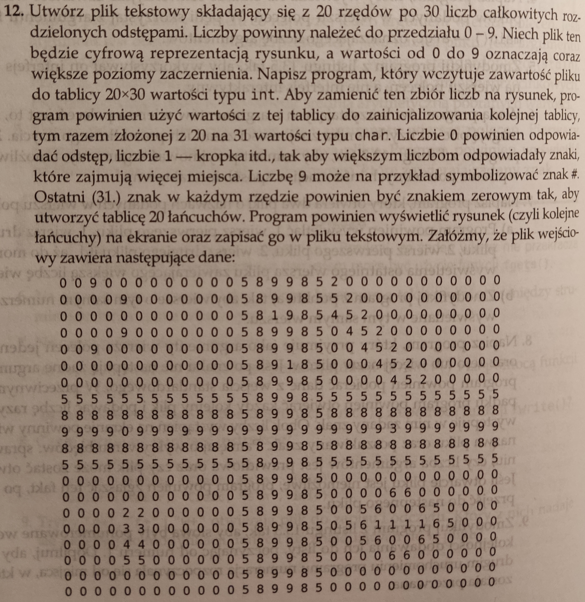 12. Utwórz plik tekstowy składający się z 20 rzędów po 30 liczb całkowitych roz-
dzielonych odstępami. Liczby powinny należeć do przedziału 0 – 9. Niech plik ten
będzie cyfrową reprezentacją rysunku, a wartości od 0 do 9 oznaczają coraz
większe poziomy zaczernienia. Napisz program, który wczytuje zawartość pliku
do tablicy 20×30 wartości typu int. Aby zamienić ten zbiór liczb na rysunek, pro-
gram powinien użyć wartości z tej tablicy do zainicjalizowania kolejnej tablicy,
tym razem złożonej z 20 na 31 wartości typu char. Liczbie 0 powinien odpowia-
dać odstęp, liczbie 1 — kropka itd., tak aby większym liczbom odpowiadały znaki,
które zajmują więcej miejsca. Liczbę 9 może na przykład symbolizować znak #.
Ostatni (31.) znak w każdym rzędzie powinien być znakiem zerowym tak, aby
utworzyć tablicę 20 łańcuchów. Program powinien wyświetlić rysunek (czyli kolejne
łańcuchy) na ekranie oraz zapisać go w pliku tekstowym. Załóżmy, że plik wejścio-
wy zawiera następujące dane:
0 0 9 0 0 0 0 0 0 0 0 0 5 8 9 9 8 5 2 0 0 0 0 0 0 0 0 0 0 0
0 0 0 0 9 0 0 0 0 0 0 0 5 8 9 9 8 5 5 2 0 0 0 0 0 0 0 0 0 0
0 0 0 0 0 0 0 0 0 0 0 0 5 8 1 9 8 5 4 5 2 0 0 0 0 0 0 0 0 0
0 0 0 0 9 0 0 0 0 0 0 0 5 8 9 9 8 5 0 4 5 2 0 0 0 0 0 0 0 0
0 0 9 0 0 0 0 0 0 0 0 0 5 8 9 9 8 5 0 0 4 5 2 0 0 0 0 0 0 0
0 0 0 0 0 0 0 0 0 0 0 0 5 8 9 1 8 5 0 0 0 4 5 2 0 0 0 0 0 0
0 0 0 0 0 0 0 0 0 0 0 0 5 8 9 9 8 5 0 0 0 0 4 5 2 0 0 0 0 0
5 5 5 5 5 5 5 5 5 5 5 5 5 8 9 9 8 5 5 5 5 5 5 5 5 5 5 5 5 5
8 8 8 8 8 8 8 8 8 8 8 8 5 8 9 9 8 5 8 8 8 8 8 8 8 8 8 8 8 8
9 9 9 9 0 9 9 9 9 9 9 9 5 8 9 9 8 5 9 9 9 9 3 9 9 9 9 9 9 9
8 8 8 8 8 8 8 8 8 8 8 8 5 8 9 9 8 5 8 8 8 8 8 8 8 8 8 8 8 8
5 5 5 5 5 5 5 5 5 5 5 5 5 8 9 9 8 5 5 5 5 5 5 5 5 5 5 5 5 5
0 0 0 0 0 0 0 0 0 0 0 0 5 8 9 9 8 5 0 0 0 0 0 0 0 0 0 0 0 0
0 0 0 0 0 0 0 0 0 0 0 0 5 8 9 9 8 5 0 0 0 0 6 6 0 0 0 0 0 0
0 0 0 0 2 2 0 0 0 0 0 0 5 8 9 9 8 5 0 0 5 6 0 0 6 5 0 0 0 0
0 0 0 0 3 3 0 0 0 0 0 0 5 8 9 9 8 5 0 5 6 1 1 1 1 6 5 0 0 0
0 0 0 0 4 4 0 0 0 0 0 0 5 8 9 9 8 5 0 0 5 6 0 0 6 5 0 0 0 0
0 0 0 0 5 5 0 0 0 0 0 0 5 8 9 9 8 5 0 0 0 0 6 6 0 0 0 0 0 0
0 0 0 0 0 0 0 0 0 0 0 0 5 8 9 9 8 5 0 0 0 0 0 0 0 0 0 0 0 0
0 0 0 0 0 0 0 0 0 0 0 0 5 8 9 9 8 5 0 0 0 0 0 0 0 0 0 0 0 0